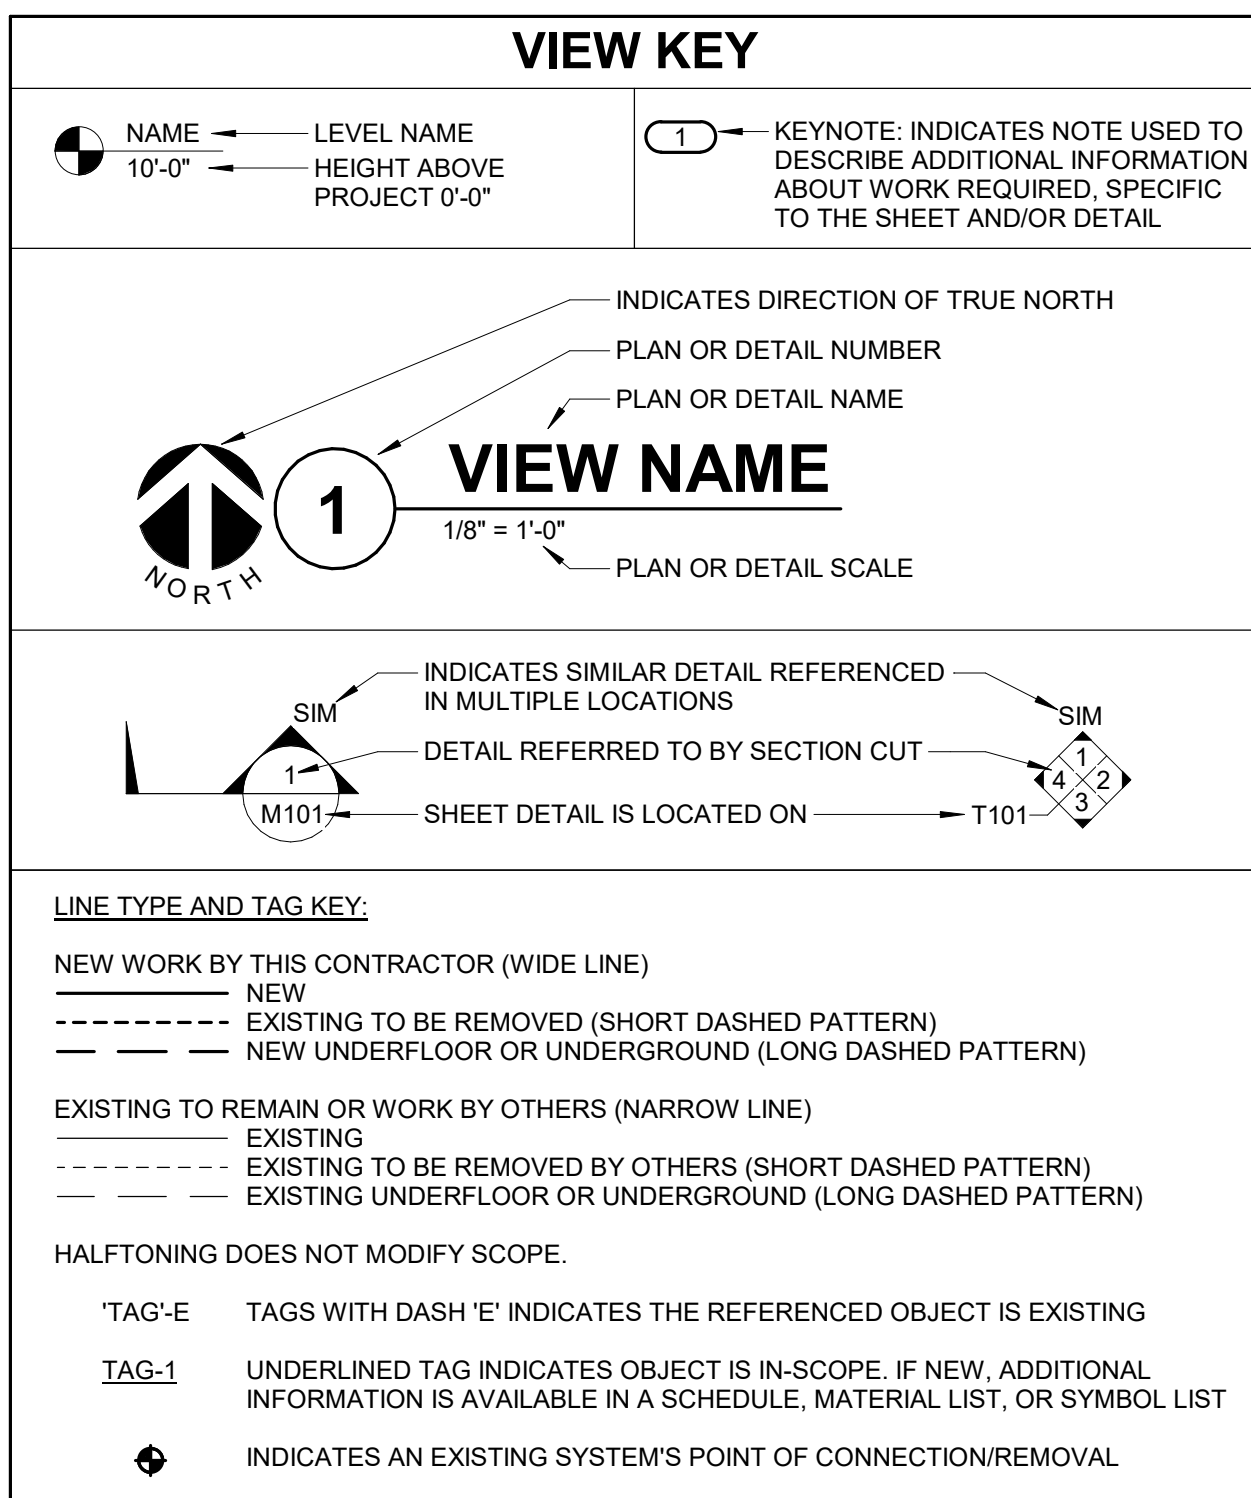 VIEW KEY
NAME
LEVEL NAME
10'-0"
HEIGHT ABOVE
PROJECT 0'-0"
1
KEYNOTE: INDICATES NOTE USED TO
DESCRIBE ADDITIONAL INFORMATION
ABOUT WORK REQUIRED, SPECIFIC
TO THE SHEET AND/OR DETAIL
INDICATES DIRECTION OF TRUE NORTH
PLAN OR DETAIL NUMBER
PLAN OR DETAIL NAME
NORTH
1
VIEW NAME
1/8" = 1'-0"
PLAN OR DETAIL SCALE
INDICATES SIMILAR DETAIL REFERENCED
IN MULTIPLE LOCATIONS
SIM
SIM
DETAIL REFERRED TO BY SECTION CUT
1
M101
SHEET DETAIL IS LOCATED ON
T101
1
4 2
3
LINE TYPE AND TAG KEY:
NEW WORK BY THIS CONTRACTOR (WIDE LINE)
NEW
EXISTING TO BE REMOVED (SHORT DASHED PATTERN)
NEW UNDERFLOOR OR UNDERGROUND (LONG DASHED PATTERN)
EXISTING TO REMAIN OR WORK BY OTHERS (NARROW LINE)
EXISTING
EXISTING TO BE REMOVED BY OTHERS (SHORT DASHED PATTERN)
EXISTING UNDERFLOOR OR UNDERGROUND (LONG DASHED PATTERN)
HALFTONING DOES NOT MODIFY SCOPE.
'TAG'-E TAGS WITH DASH 'E' INDICATES THE REFERENCED OBJECT IS EXISTING
TAG-1 UNDERLINED TAG INDICATES OBJECT IS IN-SCOPE. IF NEW, ADDITIONAL
INFORMATION IS AVAILABLE IN A SCHEDULE, MATERIAL LIST, OR SYMBOL LIST
INDICATES AN EXISTING SYSTEM'S POINT OF CONNECTION/REMOVAL